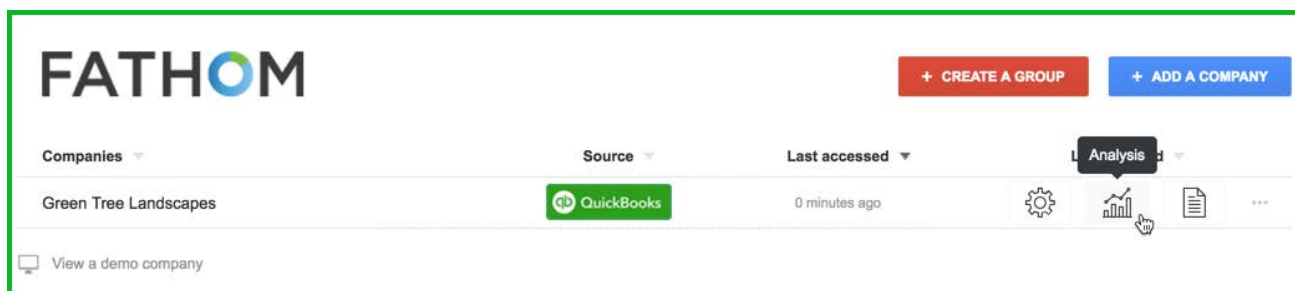 FATHOM
+ CREATE A GROUP
+ ADD A COMPANY
Companies Source Last accessed Analysis
Green Tree Landscapes qb QuickBooks 0 minutes ago
View a demo company